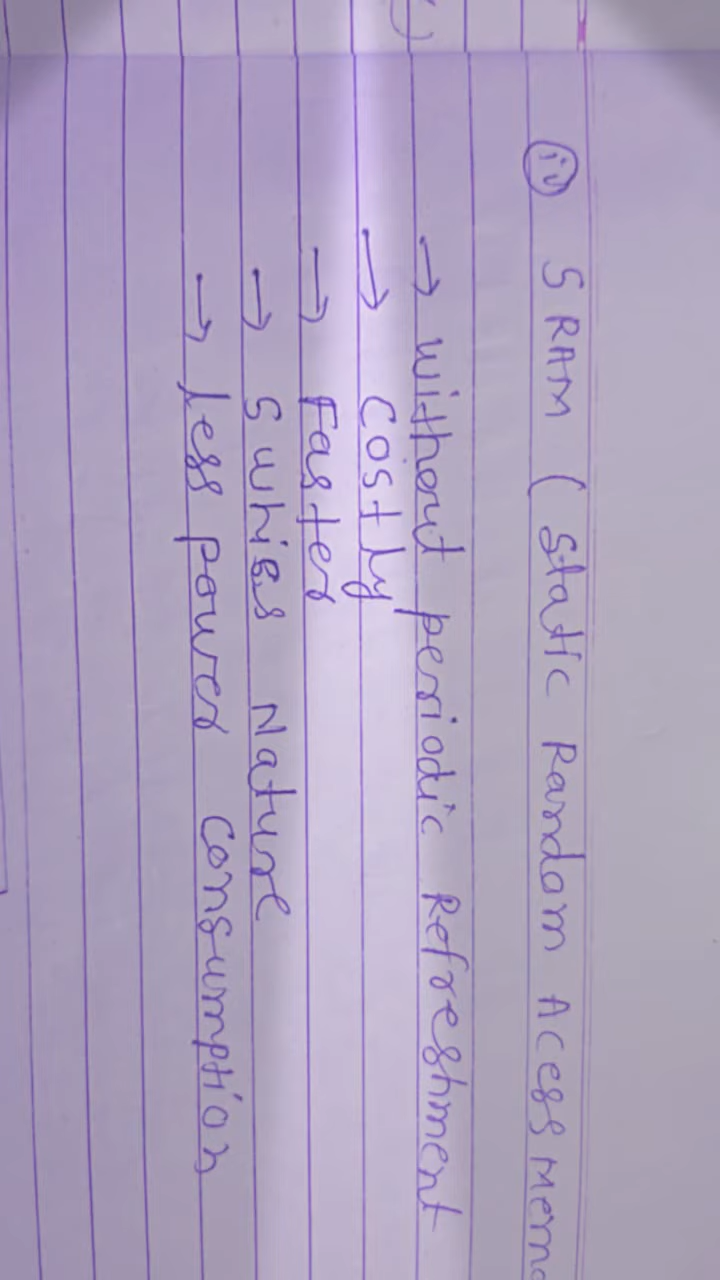 (ii) SRAM (Static Random Acess Memo
→ Without periodic Refreshment
→ Costly
→ Faster
→ Swhies Nature
→ less power Consumption